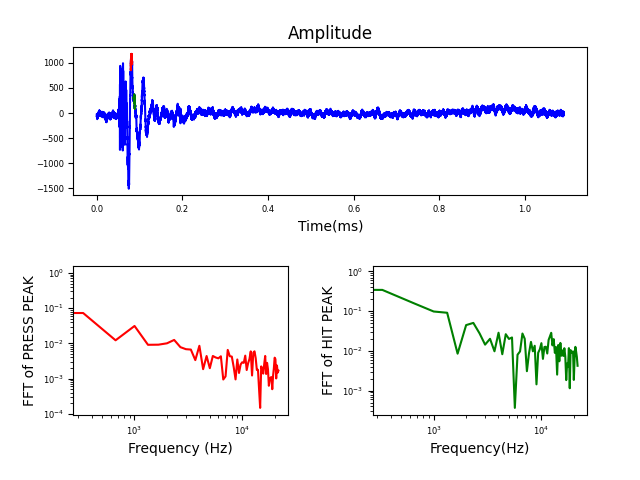 Amplitude
1000
500
0
−500
−1000
−1500
0.0 0.2 0.4 0.6 0.8 1.0
Time(ms)
FFT of PRESS PEAK
10⁰
10⁻¹
10⁻²
10⁻³
10⁻⁴
10³ 10⁴
Frequency (Hz)
FFT of HIT PEAK
10⁰
10⁻¹
10⁻²
10⁻³
10³ 10⁴
Frequency(Hz)